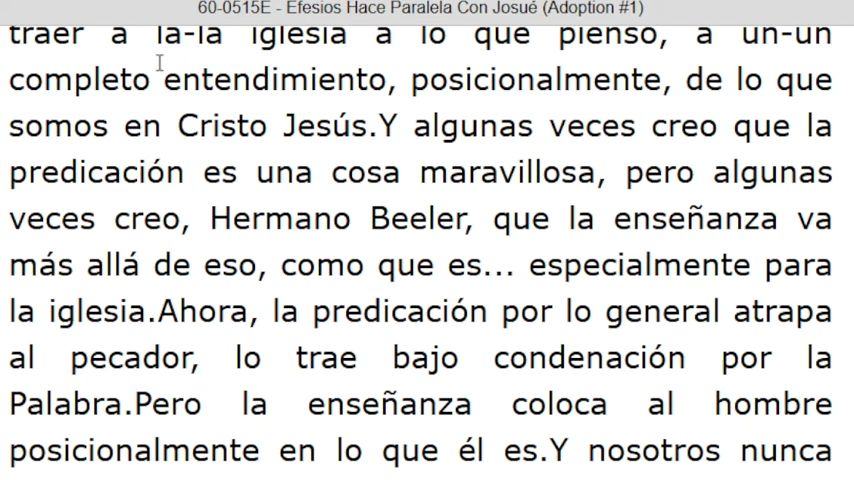 60-0515E - Efesios Hace Paralela Con Josué (Adoption #1)
traer a la-la iglesia a lo que pienso, a un-un
completo entendimiento, posicionalmente, de lo que
somos en Cristo Jesús.Y algunas veces creo que la
predicación es una cosa maravillosa, pero algunas
veces creo, Hermano Beeler, que la enseñanza va
más allá de eso, como que es... especialmente para
la iglesia.Ahora, la predicación por lo general atrapa
al pecador, lo trae bajo condenación por la
Palabra.Pero la enseñanza coloca al hombre
posicionalmente en lo que él es.Y nosotros nunca